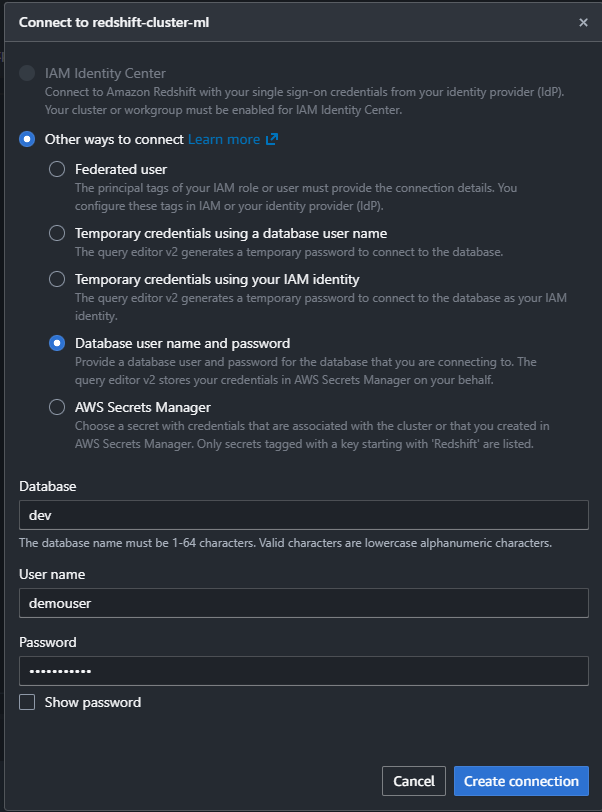 Connect to redshift-cluster-ml
IAM Identity Center
Connect to Amazon Redshift with your single sign-on credentials from your identity provider (IdP).
Your cluster or workgroup must be enabled for IAM Identity Center.
Other ways to connect Learn more
Federated user
The principal tags of your IAM role or user must provide the connection details. You
configure these tags in IAM or your identity provider (IdP).
Temporary credentials using a database user name
The query editor v2 generates a temporary password to connect to the database.
Temporary credentials using your IAM identity
The query editor v2 generates a temporary password to connect to the database as your IAM
identity.
Database user name and password
Provide a database user and password for the database that you are connecting to. The
query editor v2 stores your credentials in AWS Secrets Manager on your behalf.
AWS Secrets Manager
Choose a secret with credentials that are associated with the cluster or that you created in
AWS Secrets Manager. Only secrets tagged with a key starting with 'Redshift' are listed.
Database
dev
The database name must be 1-64 characters. Valid characters are lowercase alphanumeric characters.
User name
demouser
Password
•••••••••••
Show password
Cancel Create connection